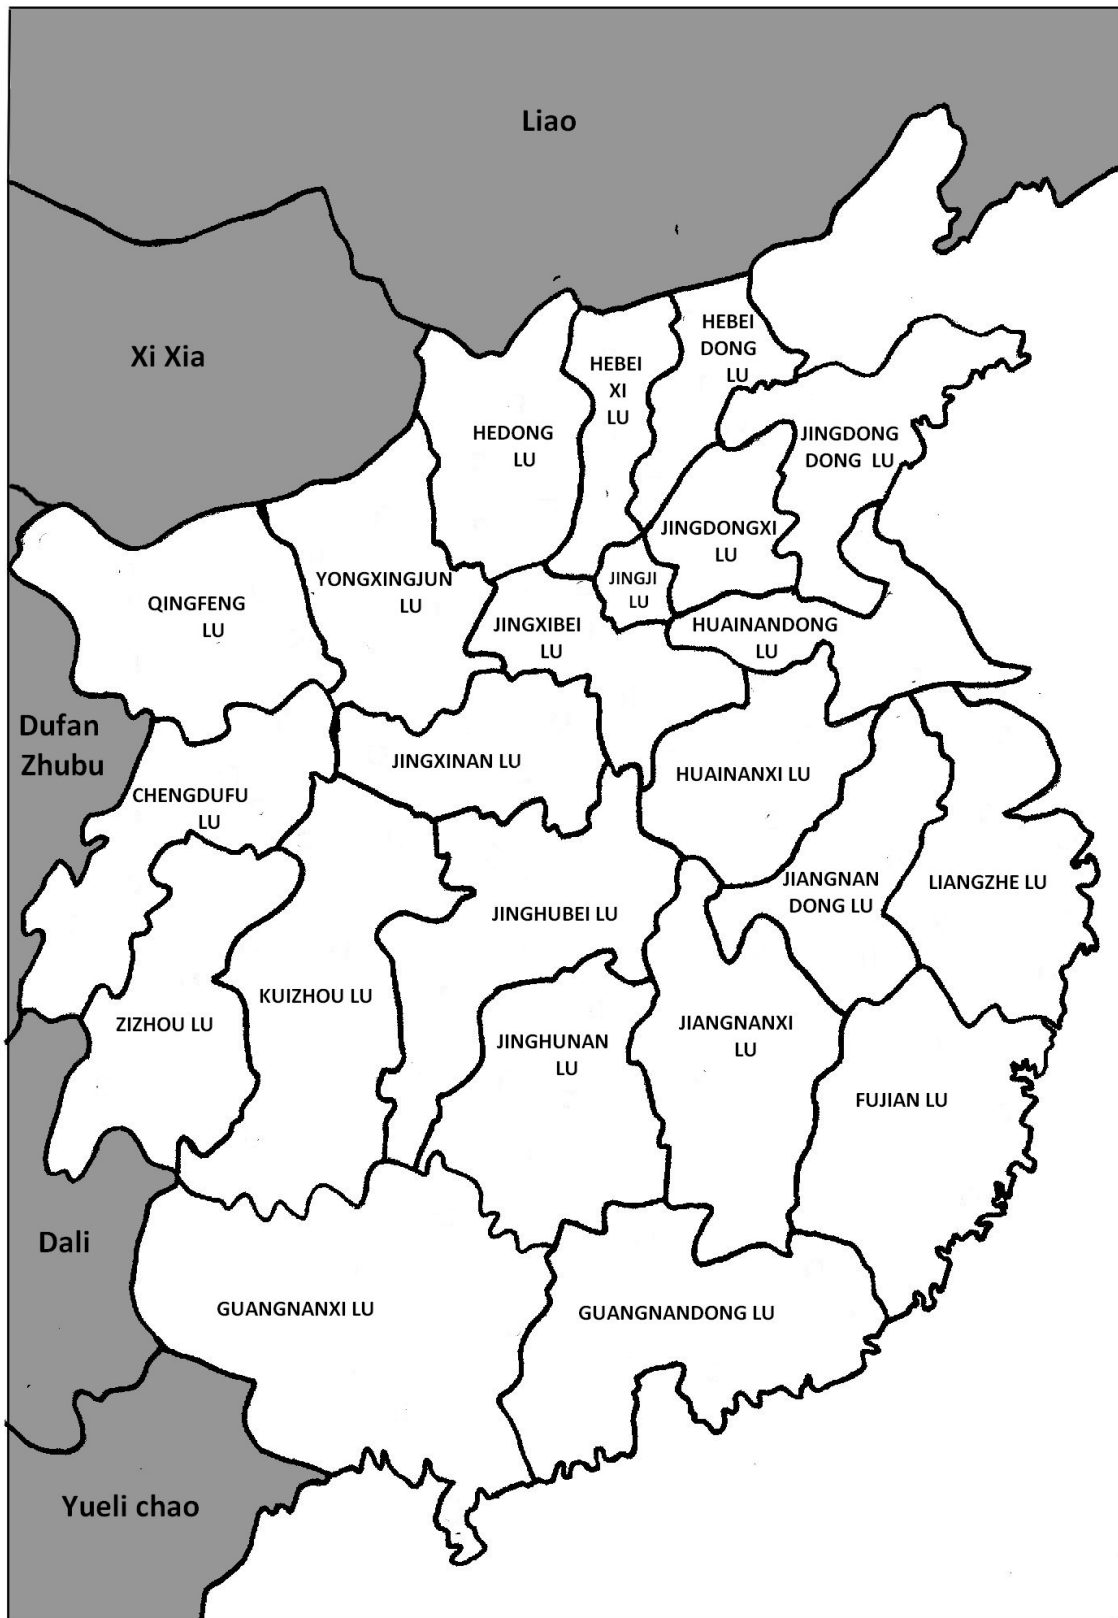 Liao
Xi Xia
HEBEI
DONG
LU
HEBEI
XI
LU
HEDONG
LU
JINGDONG
DONG LU
JINGDONGXI
LU
QINGFENG
LU
YONGXINGJUN
LU
JINGXIBEI
LU
JINGJI
LU
HUAINANDONG
LU
Dufan
Zhubu
CHENGDUFU
LU
JINGXINAN LU
HUAINANXI LU
JIANGNAN
DONG LU
LIANGZHE LU
JINGHUBEI LU
ZIZHOU LU
KUIZHOU LU
JINGHUNAN
LU
JIANGNANXI
LU
FUJIAN LU
Dali
GUANGNANXI LU
GUANGNANDONG LU
Yueli chao